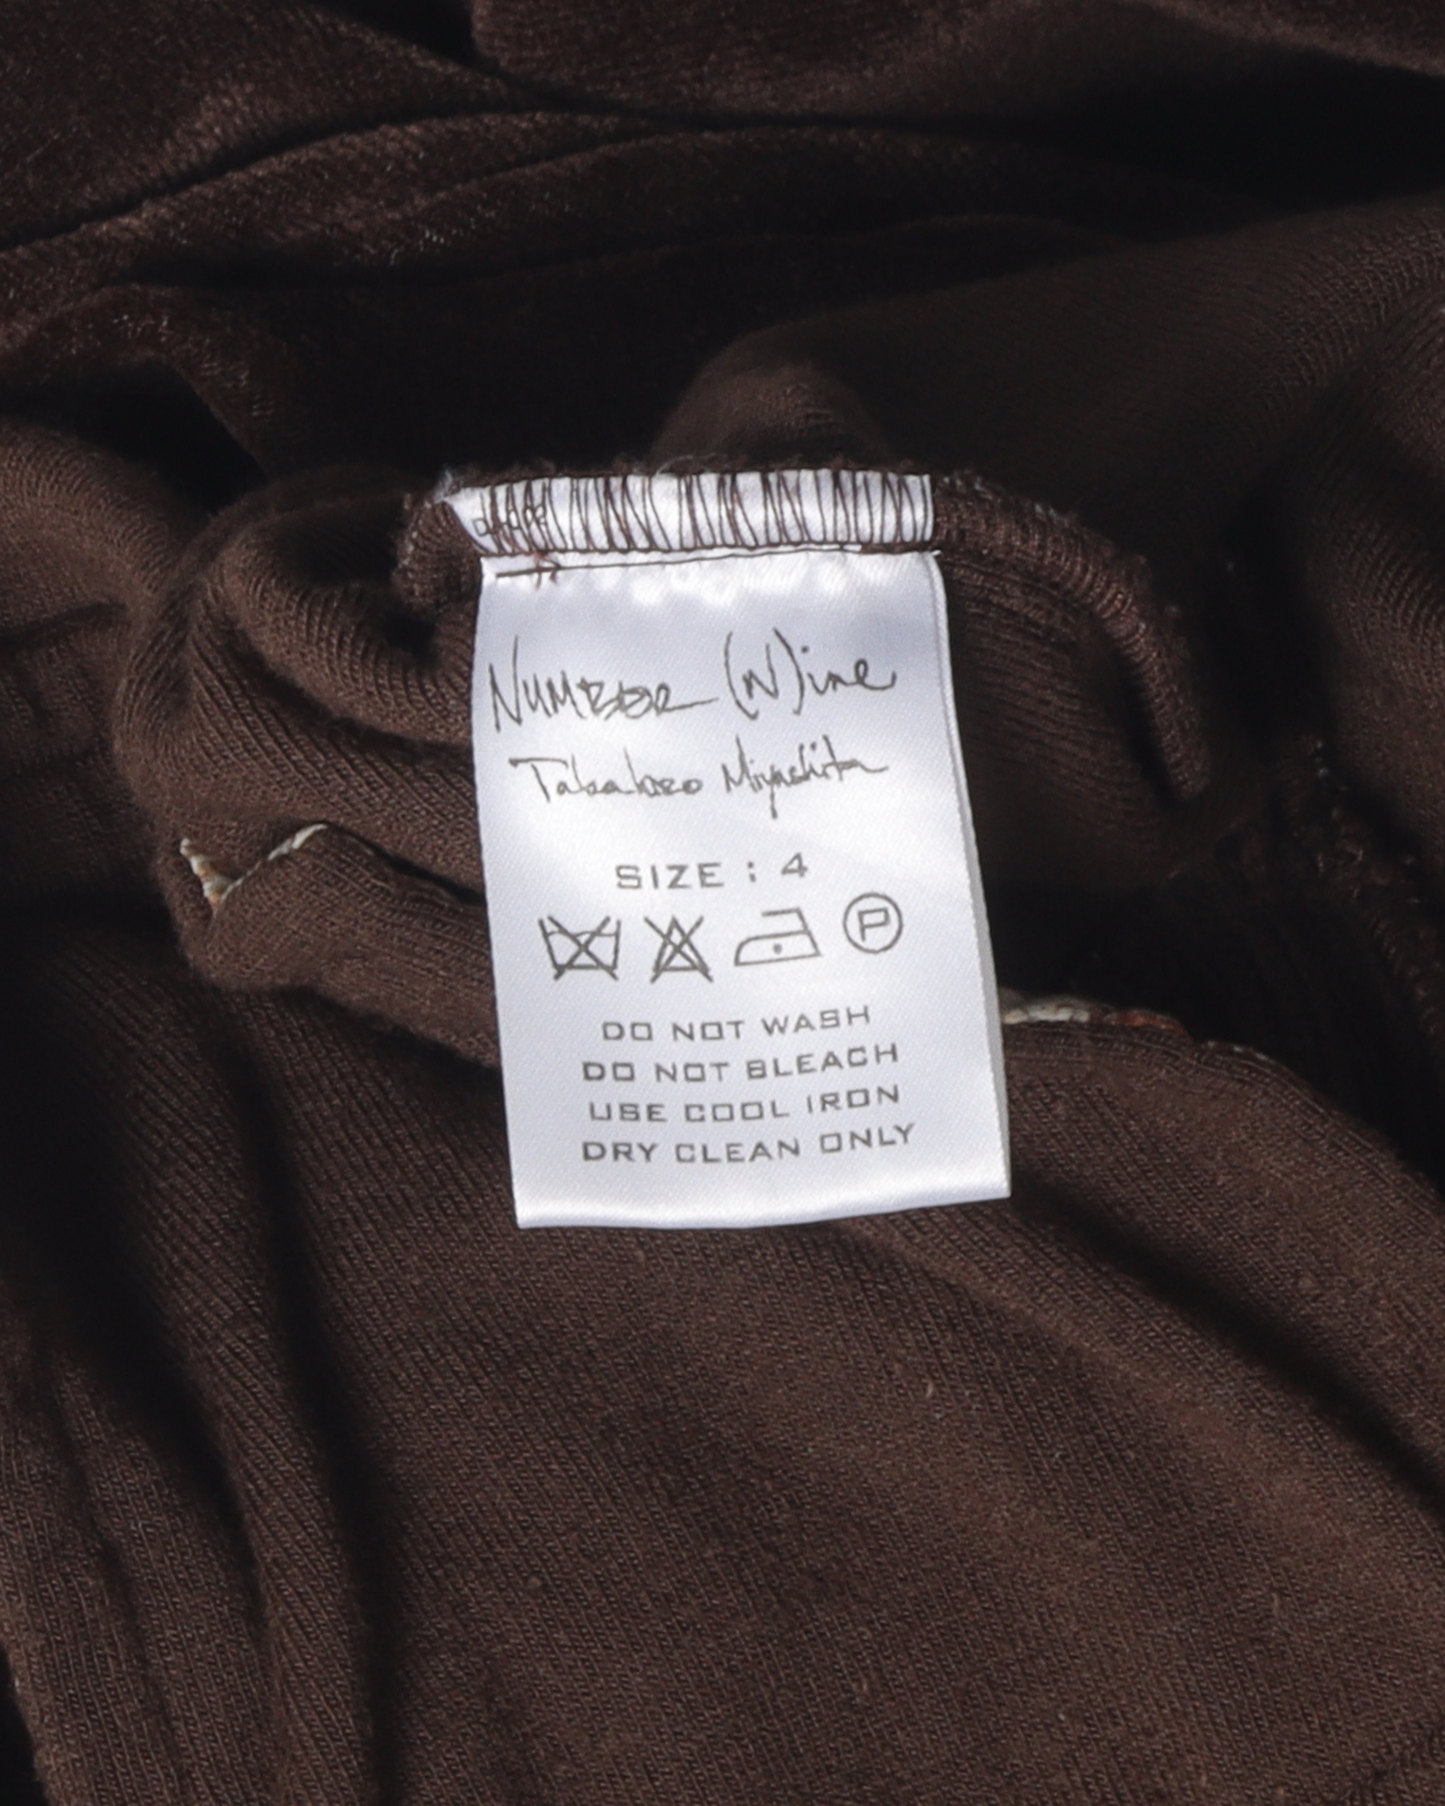 NUMBER (N)ine
Takahiro Miyashita
SIZE : 4
P
DO NOT WASH
DO NOT BLEACH
USE COOL IRON
DRY CLEAN ONLY